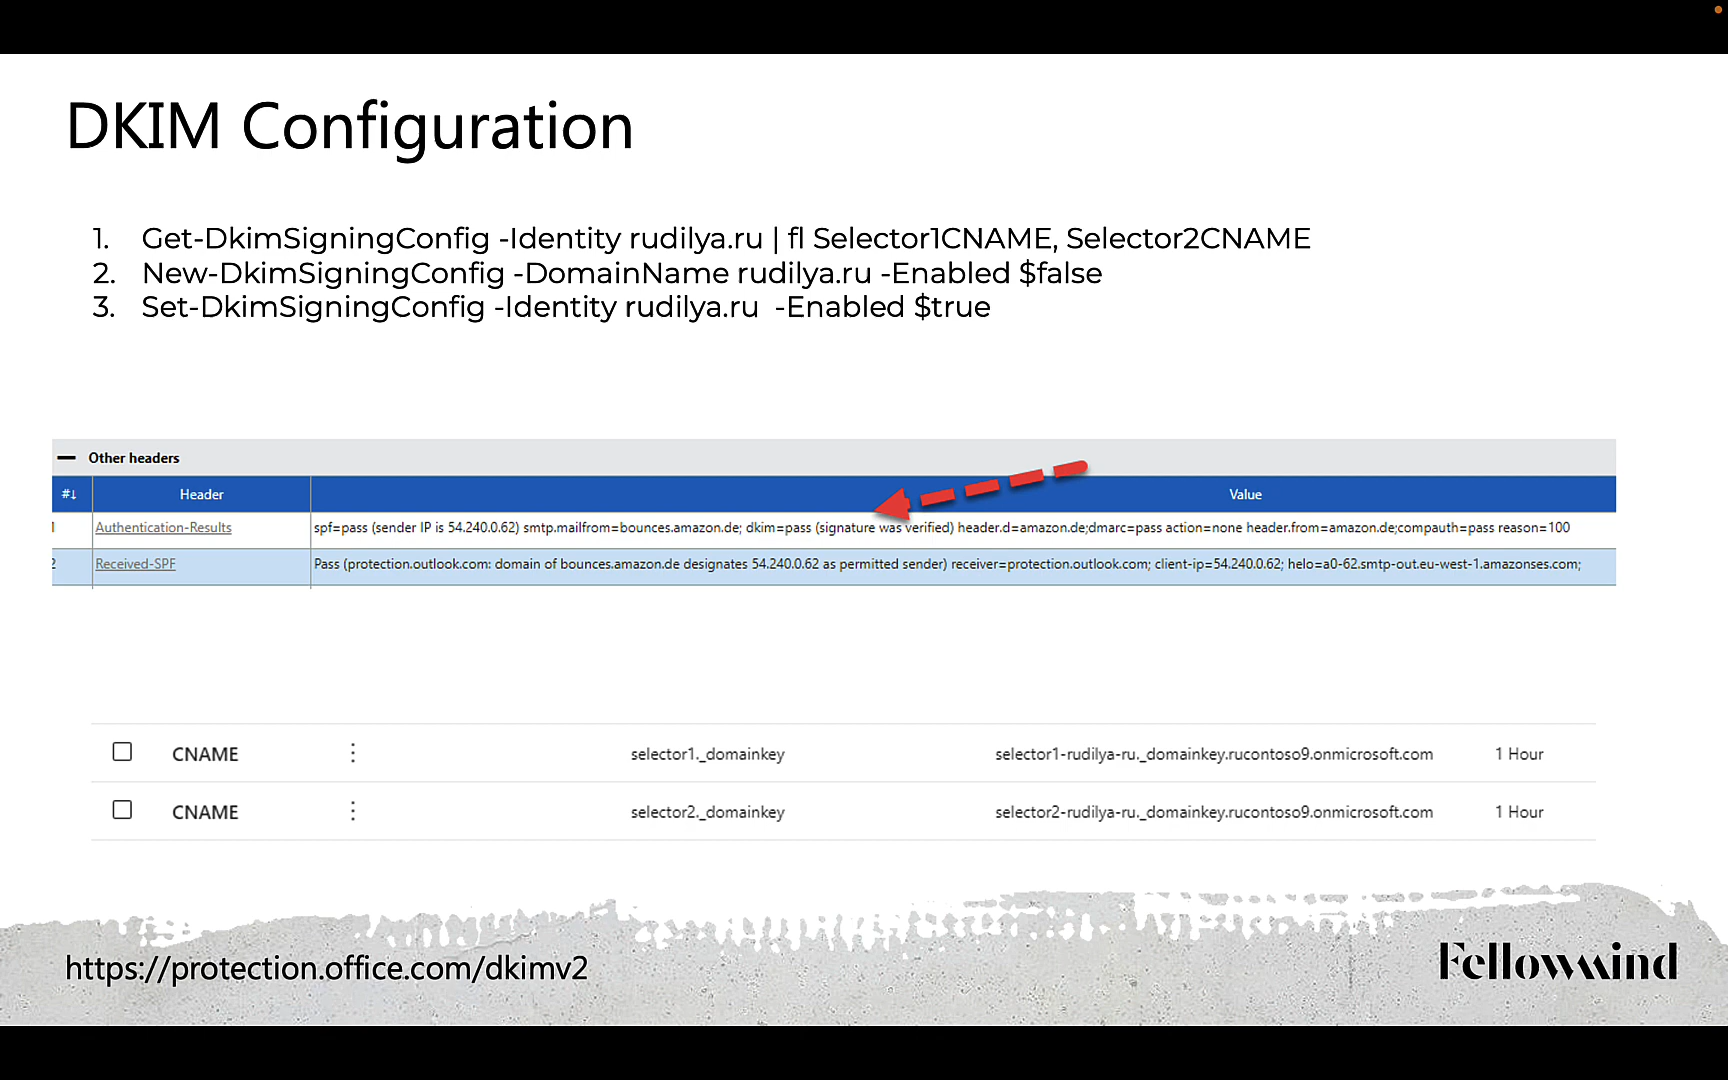 DKIM Configuration
1. Get-DkimSigningConfig -Identity rudilya.ru | fl Selector1CNAME, Selector2CNAME
2. New-DkimSigningConfig -DomainName rudilya.ru -Enabled $false
3. Set-DkimSigningConfig -Identity rudilya.ru  -Enabled $true
Other headers
#↓ Header Value
1 Authentication-Results spf=pass (sender IP is 54.240.0.62) smtp.mailfrom=bounces.amazon.de; dkim=pass (signature was verified) header.d=amazon.de;dmarc=pass action=none header.from=amazon.de;compauth=pass reason=100
2 Received-SPF Pass (protection.outlook.com: domain of bounces.amazon.de designates 54.240.0.62 as permitted sender) receiver=protection.outlook.com; client-ip=54.240.0.62; helo=a0-62.smtp-out.eu-west-1.amazonses.com;
CNAME selector1._domainkey selector1-rudilya-ru._domainkey.rucontoso9.onmicrosoft.com 1 Hour
CNAME selector2._domainkey selector2-rudilya-ru._domainkey.rucontoso9.onmicrosoft.com 1 Hour
https://protection.office.com/dkimv2
Fellowmind